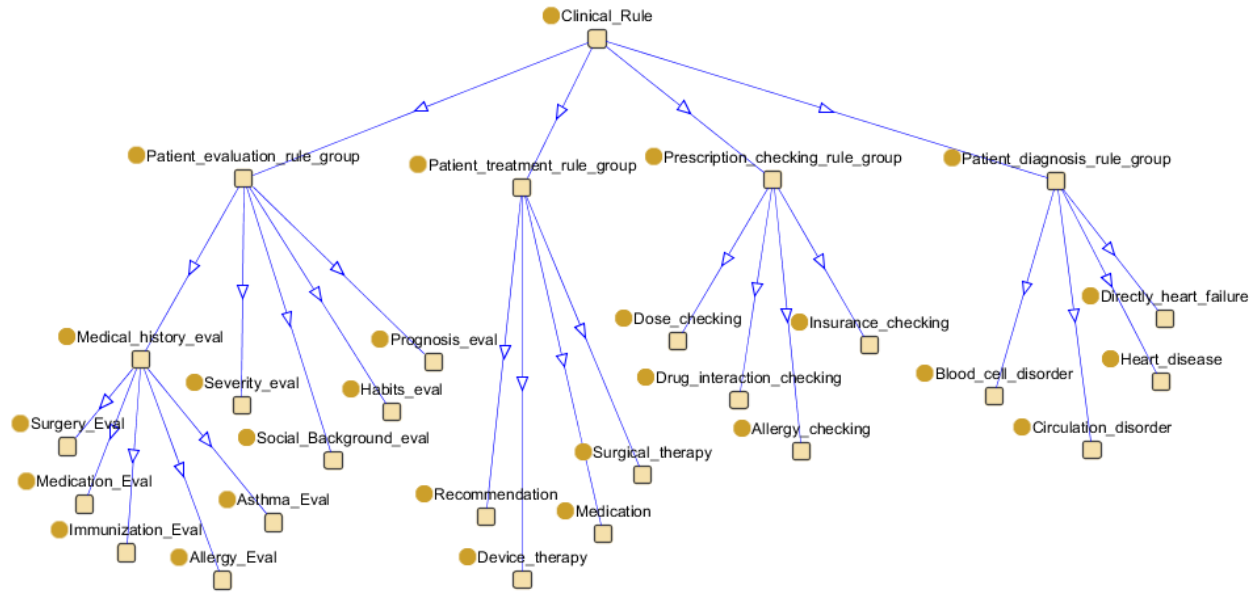 Clinical_Rule
Patient_evaluation_rule_group
Patient_treatment_rule_group
Prescription_checking_rule_group
Patient_diagnosis_rule_group
Medical_history_eval
Severity_eval
Social_Background_eval
Habits_eval
Prognosis_eval
Surgery_Eval
Medication_Eval
Immunization_Eval
Allergy_Eval
Asthma_Eval
Recommendation
Device_therapy
Medication
Surgical_therapy
Dose_checking
Drug_interaction_checking
Allergy_checking
Insurance_checking
Blood_cell_disorder
Circulation_disorder
Heart_disease
Directly_heart_failure